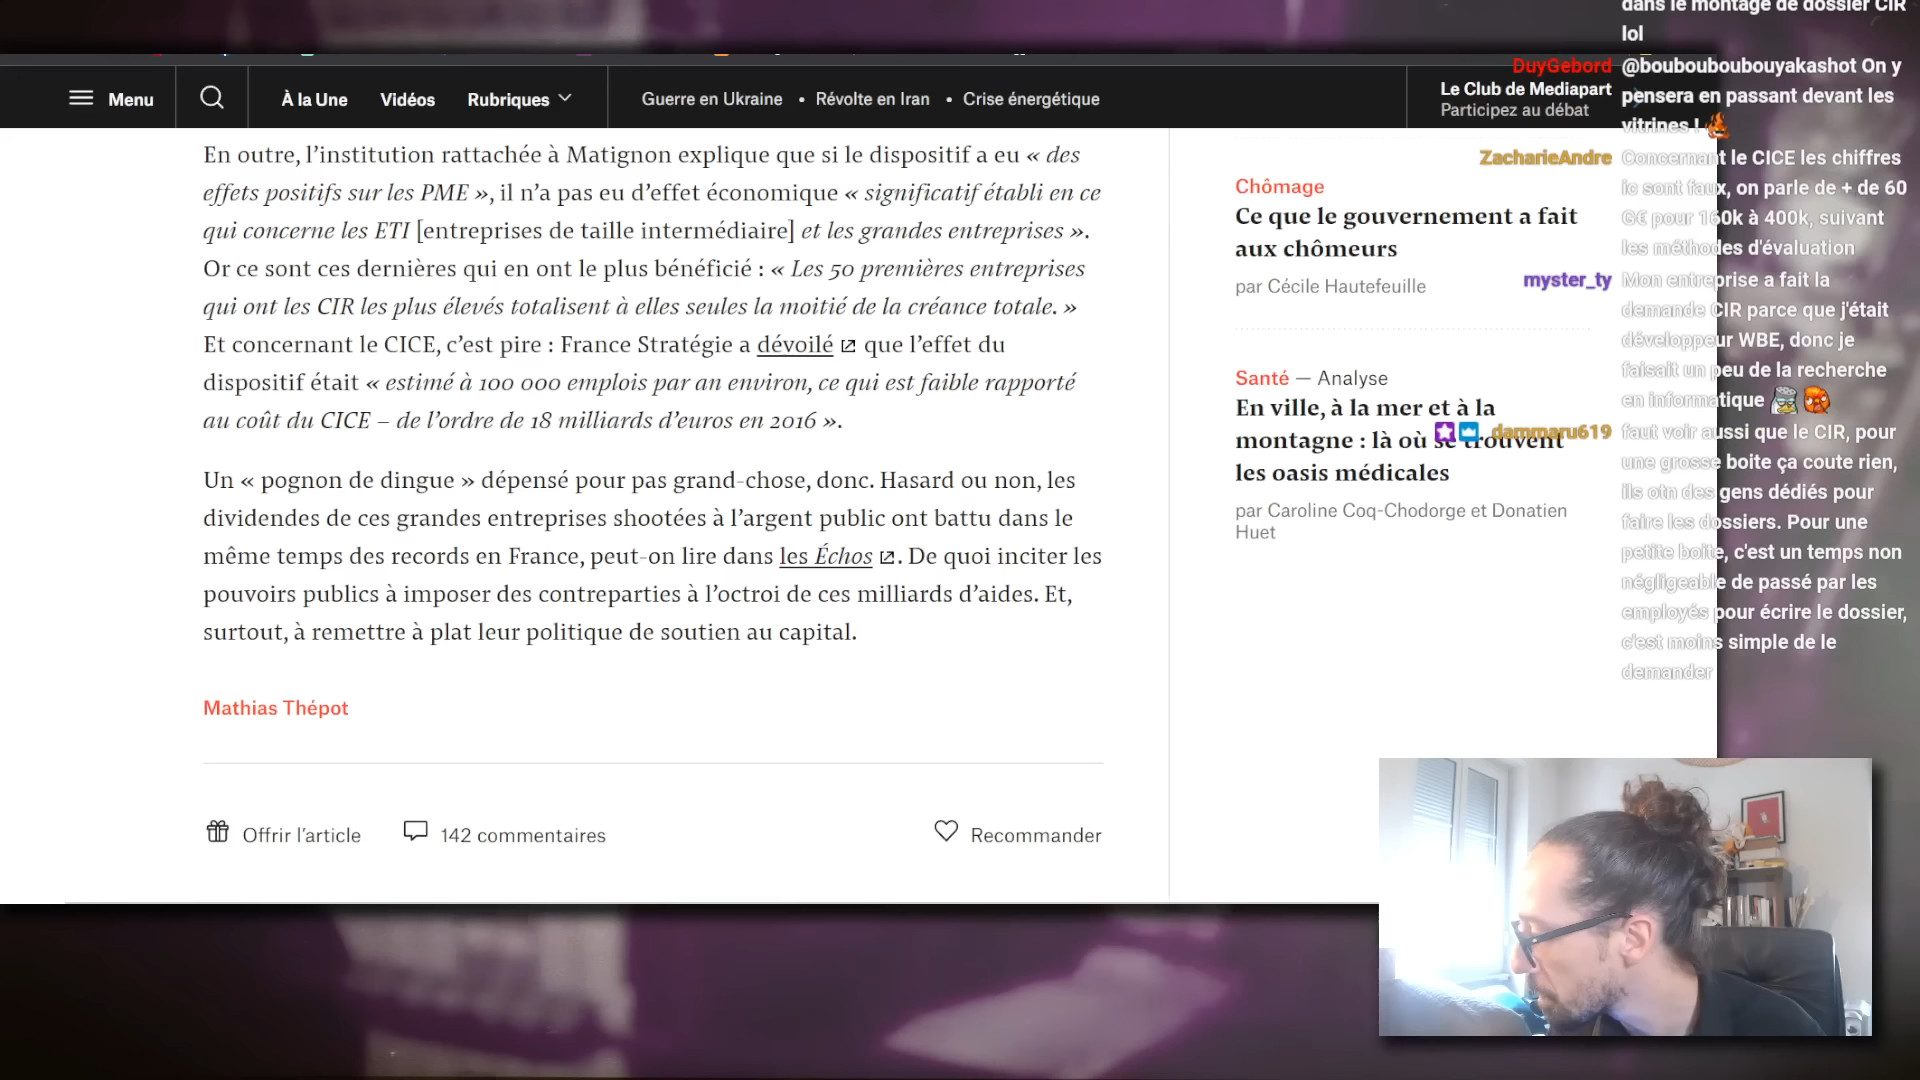 Menu
À la Une
Vidéos
Rubriques
Guerre en Ukraine • Révolte en Iran • Crise énergétique
Le Club de Mediapart
Participez au débat
En outre, l’institution rattachée à Matignon explique que si le dispositif a eu « des
effets positifs sur les PME », il n’a pas eu d’effet économique « significatif établi en ce
qui concerne les ETI [entreprises de taille intermédiaire] et les grandes entreprises ».
Or ce sont ces dernières qui en ont le plus bénéficié : « Les 50 premières entreprises
qui ont les CIR les plus élevés totalisent à elles seules la moitié de la créance totale. »
Et concernant le CICE, c’est pire : France Stratégie a dévoilé que l’effet du
dispositif était « estimé à 100 000 emplois par an environ, ce qui est faible rapporté
au coût du CICE – de l’ordre de 18 milliards d’euros en 2016 ».
Un « pognon de dingue » dépensé pour pas grand-chose, donc. Hasard ou non, les
dividendes de ces grandes entreprises shootées à l’argent public ont battu dans le
même temps des records en France, peut-on lire dans les Échos. De quoi inciter les
pouvoirs publics à imposer des contreparties à l’octroi de ces milliards d’aides. Et,
surtout, à remettre à plat leur politique de soutien au capital.
Mathias Thépot
Offrir l’article
142 commentaires
Recommander
Chômage
Ce que le gouvernement a fait
aux chômeurs
par Cécile Hautefeuille
Santé — Analyse
En ville, à la mer et à la
montagne : là où se trouvent
les oasis médicales
par Caroline Coq-Chodorge et Donatien
Huet
dans le montage de dossier CIR
lol
DuyGebord @bouboubouboyakashot On y
pensera en passant devant les
vitrines !
ZacharieAndre Concernant le CICE les chiffres
ic sont faux, on parle de + de 60
G€ pour 160k à 400k, suivant
les méthodes d'évaluation
myster_ty Mon entreprise a fait la
demande CIR parce que j'était
développeur WBE, donc je
faisait un peu de la recherche
en informatique
dammaru619 faut voir aussi que le CIR, pour
une grosse boite ça coute rien,
ils otn des gens dédiés pour
faire les dossiers. Pour une
petite boite, c'est un temps non
négligeable de passé par les
employés pour écrire le dossier,
c'est moins simple de le
demander